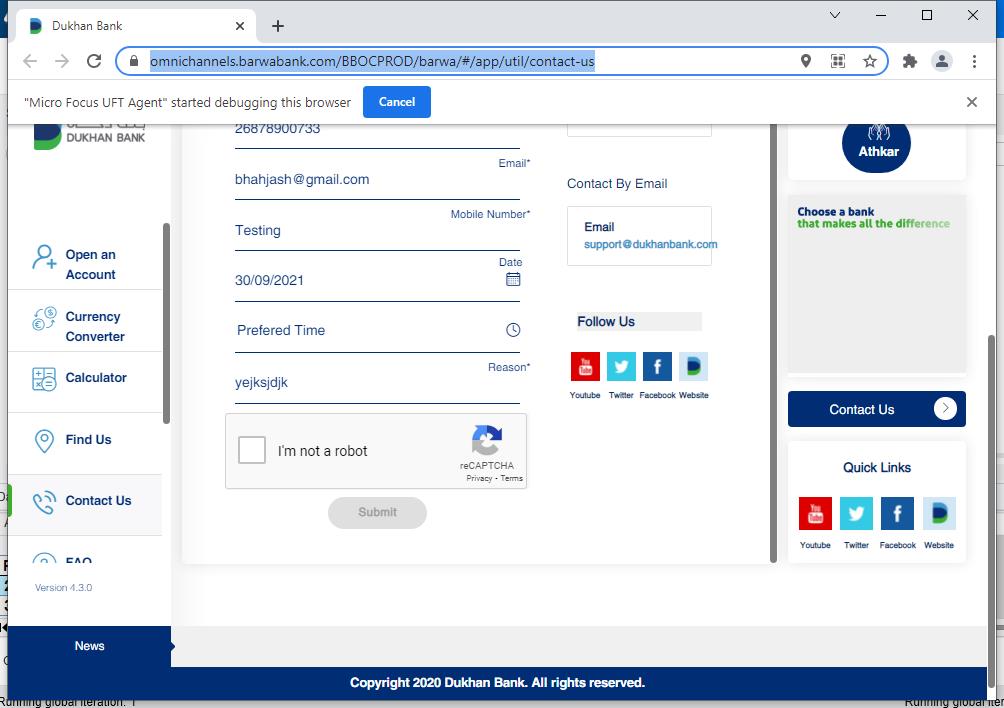 Dukhan Bank
omnichannels.barwabank.com/BBOCPROD/barwa/#/app/util/contact-us
"Micro Focus UFT Agent" started debugging this browser
Cancel
DUKHAN BANK
Open an
Account
Currency
Converter
Calculator
Find Us
Contact Us
FAQ
Version 4.3.0
News
26878900733
Email*
bhahjash@gmail.com
Mobile Number*
Testing
Date
30/09/2021
Prefered Time
Reason*
yejksjdjk
I'm not a robot
reCAPTCHA
Privacy - Terms
Submit
Contact By Email
Email
support@dukhanbank.com
Follow Us
You
Tube
Youtube Twitter Facebook Website
Athkar
Choose a bank
that makes all the difference
Contact Us
Quick Links
You
Tube
Youtube Twitter Facebook Website
Copyright 2020 Dukhan Bank. All rights reserved.
Running global iteration: 1
Running global iter